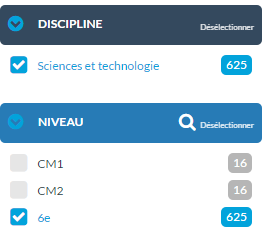 DISCIPLINE Désélectionner
Sciences et technologie 625
NIVEAU Désélectionner
CM1 16
CM2 16
6e 625